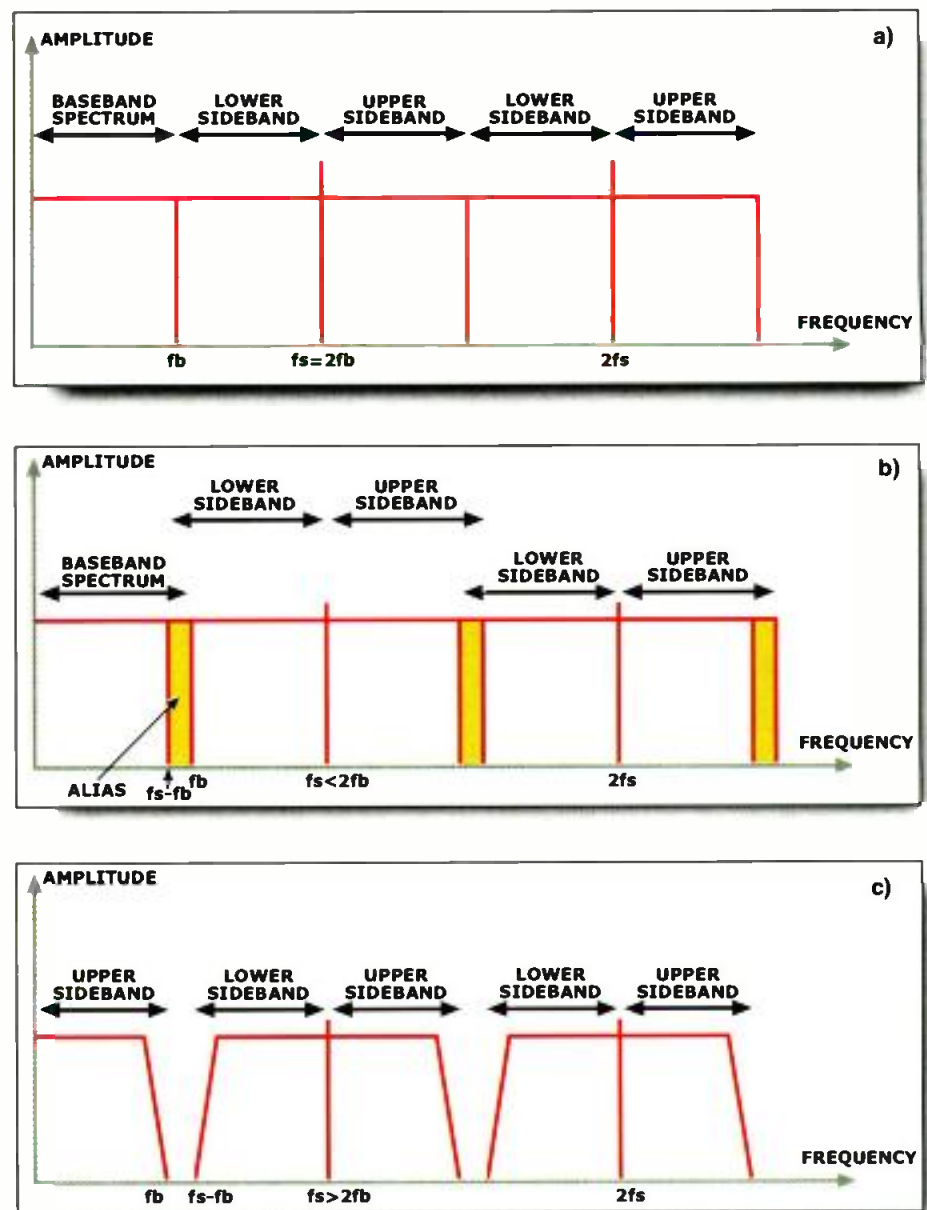 AMPLITUDE
a)
BASEBAND
SPECTRUM
LOWER
SIDEBAND
UPPER
SIDEBAND
LOWER
SIDEBAND
UPPER
SIDEBAND
FREQUENCY
fb
fs=2fb
2fs
AMPLITUDE
b)
LOWER
SIDEBAND
UPPER
SIDEBAND
BASEBAND
SPECTRUM
LOWER
SIDEBAND
UPPER
SIDEBAND
FREQUENCY
ALIAS
fs-fb
fb
fs<2fb
2fs
AMPLITUDE
c)
UPPER
SIDEBAND
LOWER
SIDEBAND
UPPER
SIDEBAND
LOWER
SIDEBAND
UPPER
SIDEBAND
FREQUENCY
fb
fs-fb
fs>2fb
2fs